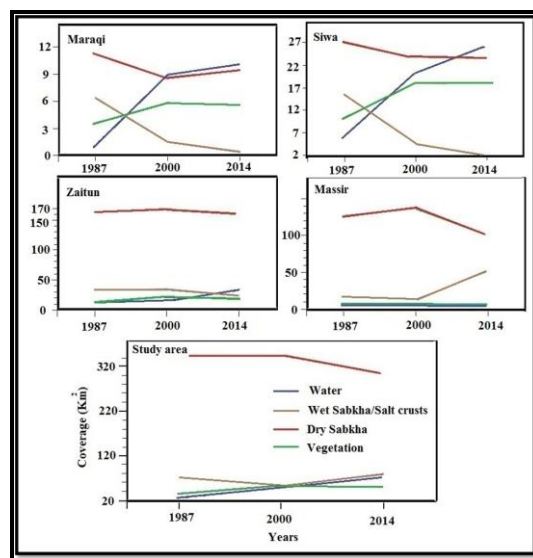 Maraqi
12
9
6
3
0
1987 2000 2014
Siwa
27
22
17
12
7
2
1987 2000 2014
Zaitun
170
150
100
50
0
1987 2000 2014
Massir
100
50
0
1987 2000 2014
Study area
320
220
120
20
Coverage (Km²)
Water
Wet Sabkha/Salt crusts
Dry Sabkha
Vegetation
1987 2000 2014
Years